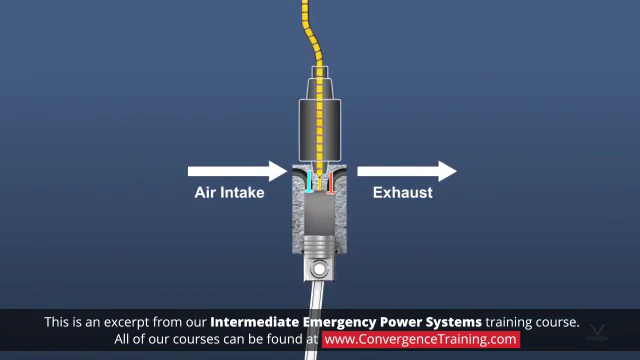 Air Intake
Exhaust
This is an excerpt from our Intermediate Emergency Power Systems training course.
All of our courses can be found at www.ConvergenceTraining.com